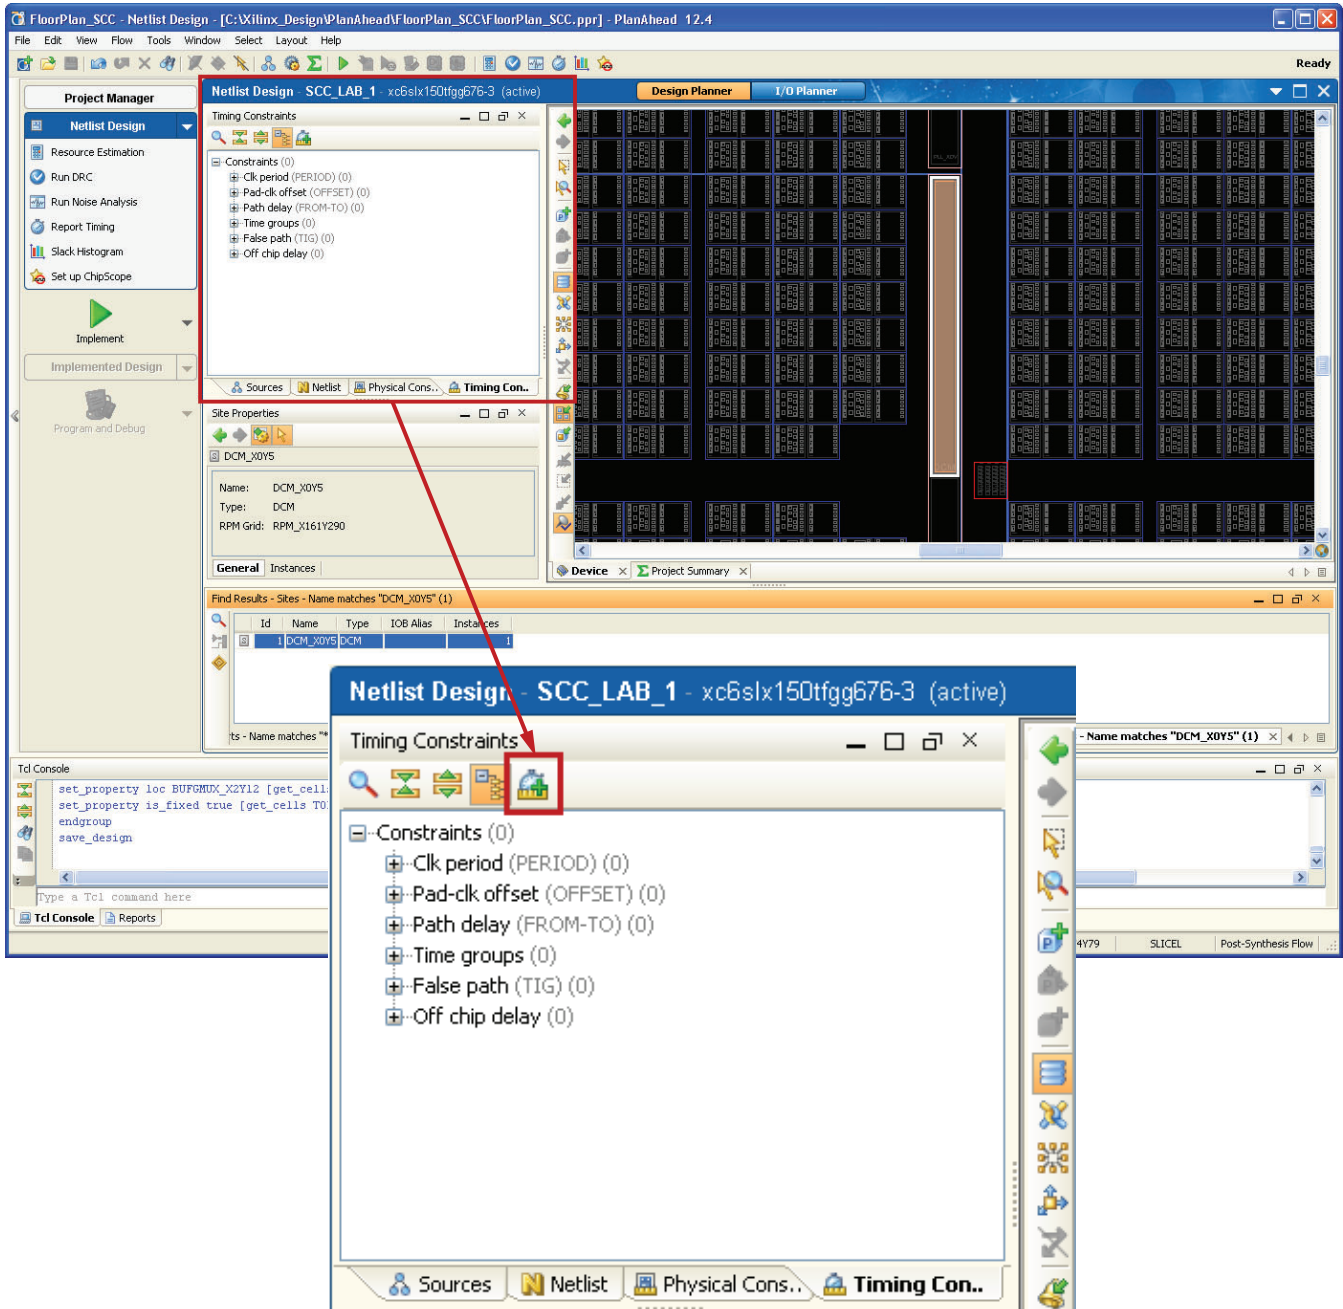 FloorPlan_SCC - Netlist Design - [C:\Xilinx_Design\PlanAhead\FloorPlan_SCC\FloorPlan_SCC.ppr] - PlanAhead 12.4
File Edit View Flow Tools Window Select Layout Help
Ready
Project Manager
Netlist Design
Resource Estimation
Run DRC
Run Noise Analysis
Report Timing
Slack Histogram
Set up ChipScope
Implement
Implemented Design
Program and Debug
Netlist Design - SCC_LAB_1 - xc6slx150tfgg676-3 (active)
Design Planner I/O Planner
Timing Constraints
Constraints (0)
Clk period (PERIOD) (0)
Pad-clk offset (OFFSET) (0)
Path delay (FROM-TO) (0)
Time groups (0)
False path (TIG) (0)
Off chip delay (0)
Sources Netlist Physical Cons.. Timing Con..
Site Properties
DCM_X0Y5
Name: DCM_X0Y5
Type: DCM
RPM Grid: RPM_X161Y290
General Instances
Device Project Summary
Find Results - Sites - Name matches "DCM_X0Y5" (1)
Id Name Type IOB Alias Instances
1 DCM_X0Y5 DCM 1
ts - Name matches "*
- Name matches "DCM_X0Y5" (1)
Tcl Console
set_property loc BUFGMUX_X2Y12 [get_cell
set_property is_fixed true [get_cells TO
endgroup
save_design
Type a Tcl command here
Tcl Console Reports
4Y79 SLICEL Post-Synthesis Flow
Netlist Design - SCC_LAB_1 - xc6slx150tfgg676-3 (active)
Timing Constraints
Constraints (0)
Clk period (PERIOD) (0)
Pad-clk offset (OFFSET) (0)
Path delay (FROM-TO) (0)
Time groups (0)
False path (TIG) (0)
Off chip delay (0)
Sources Netlist Physical Cons.. Timing Con..